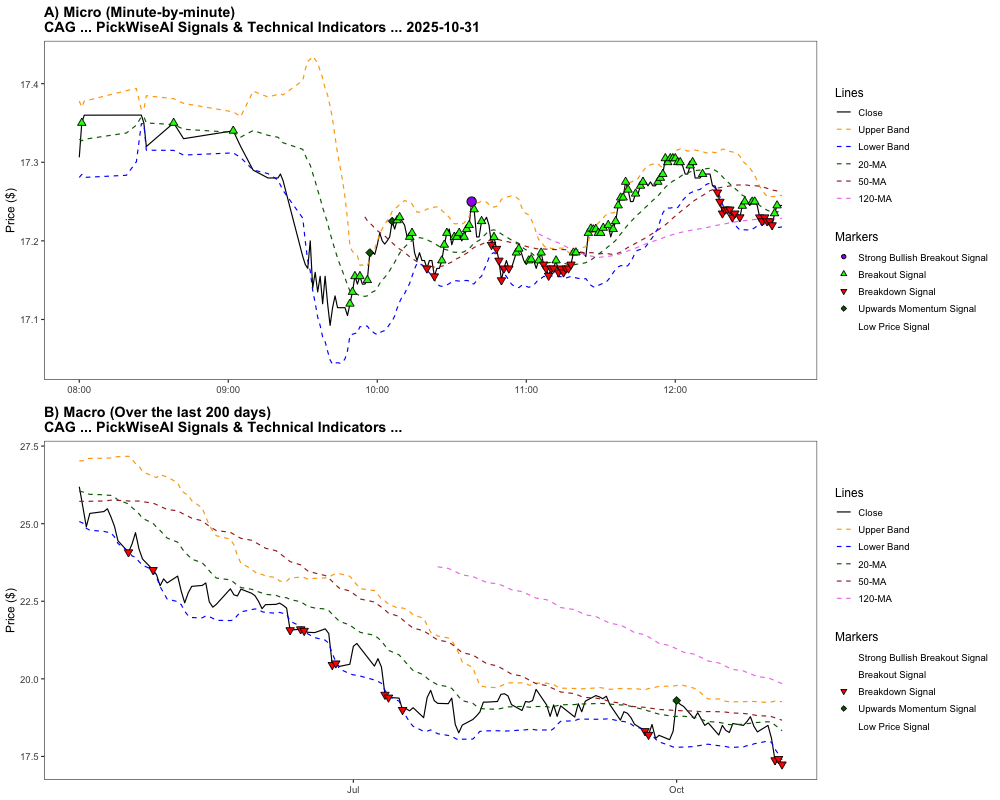 A) Micro (Minute-by-minute)
CAG ... PickWiseAI Signals & Technical Indicators ... 2025-10-31
Price ($)
17.4
17.3
17.2
17.1
08:00
09:00
10:00
11:00
12:00
Lines
Close
Upper Band
Lower Band
20-MA
50-MA
120-MA
Markers
Strong Bullish Breakout Signal
Breakout Signal
Breakdown Signal
Upwards Momentum Signal
Low Price Signal
B) Macro (Over the last 200 days)
CAG ... PickWiseAI Signals & Technical Indicators ...
Price ($)
27.5
25.0
22.5
20.0
17.5
Jul
Oct
Lines
Close
Upper Band
Lower Band
20-MA
50-MA
120-MA
Markers
Strong Bullish Breakout Signal
Breakout Signal
Breakdown Signal
Upwards Momentum Signal
Low Price Signal